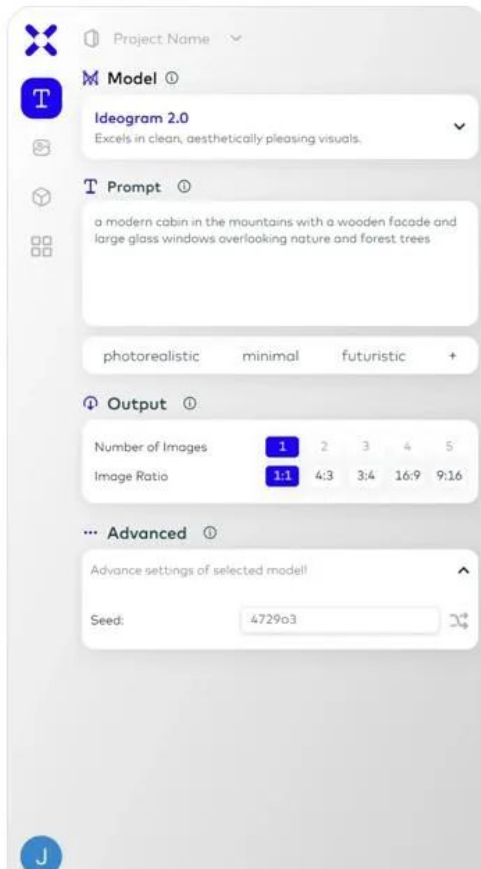 Project Name
Model
T
Ideogram 2.0
Excels in clean, aesthetically pleasing visuals.
T Prompt
a modern cabin in the mountains with a wooden facade and
large glass windows overlooking nature and forest trees
photorealistic minimal futuristic +
Output
Number of Images 1 2 3 4 5
Image Ratio 1:1 4:3 3:4 16:9 9:16
Advanced
Advance settings of selected model!
Seed: 4729o3
J